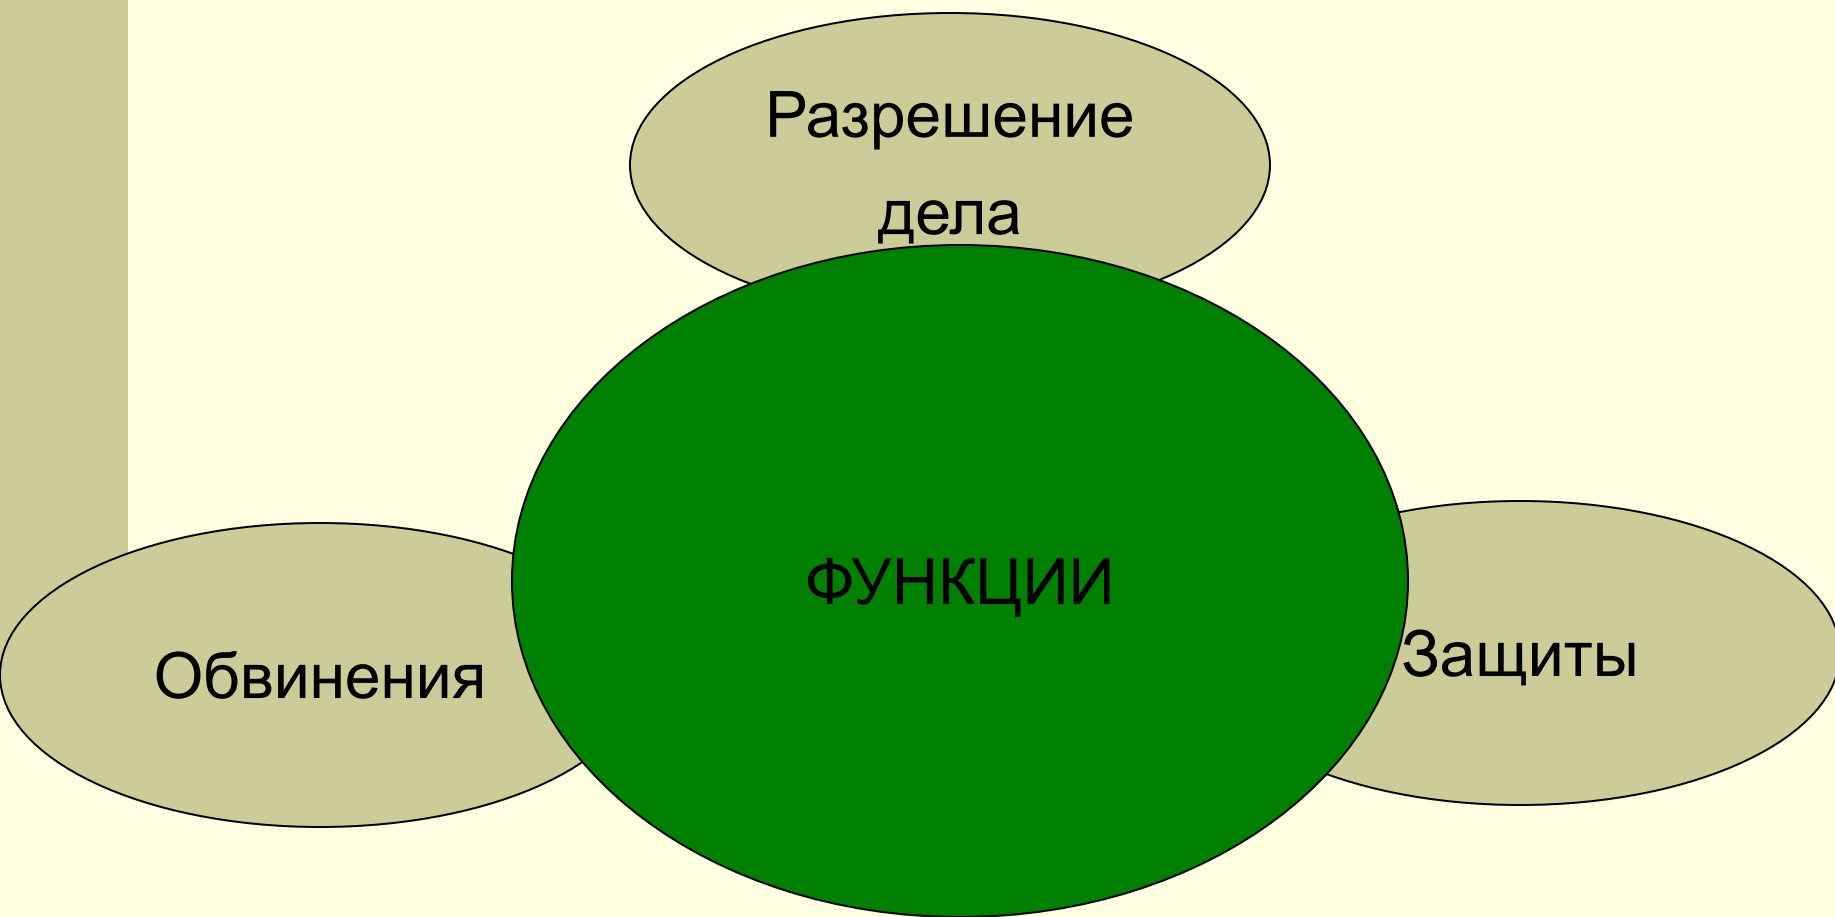 Разрешение
дела
ФУНКЦИИ
Обвинения
Защиты